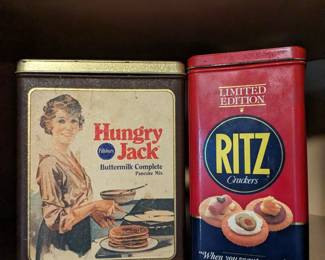 Hungry
Pillsbury
Jack
Buttermilk Complete
Pancake Mix
LIMITED
EDITION
RITZ
Crackers
"When you